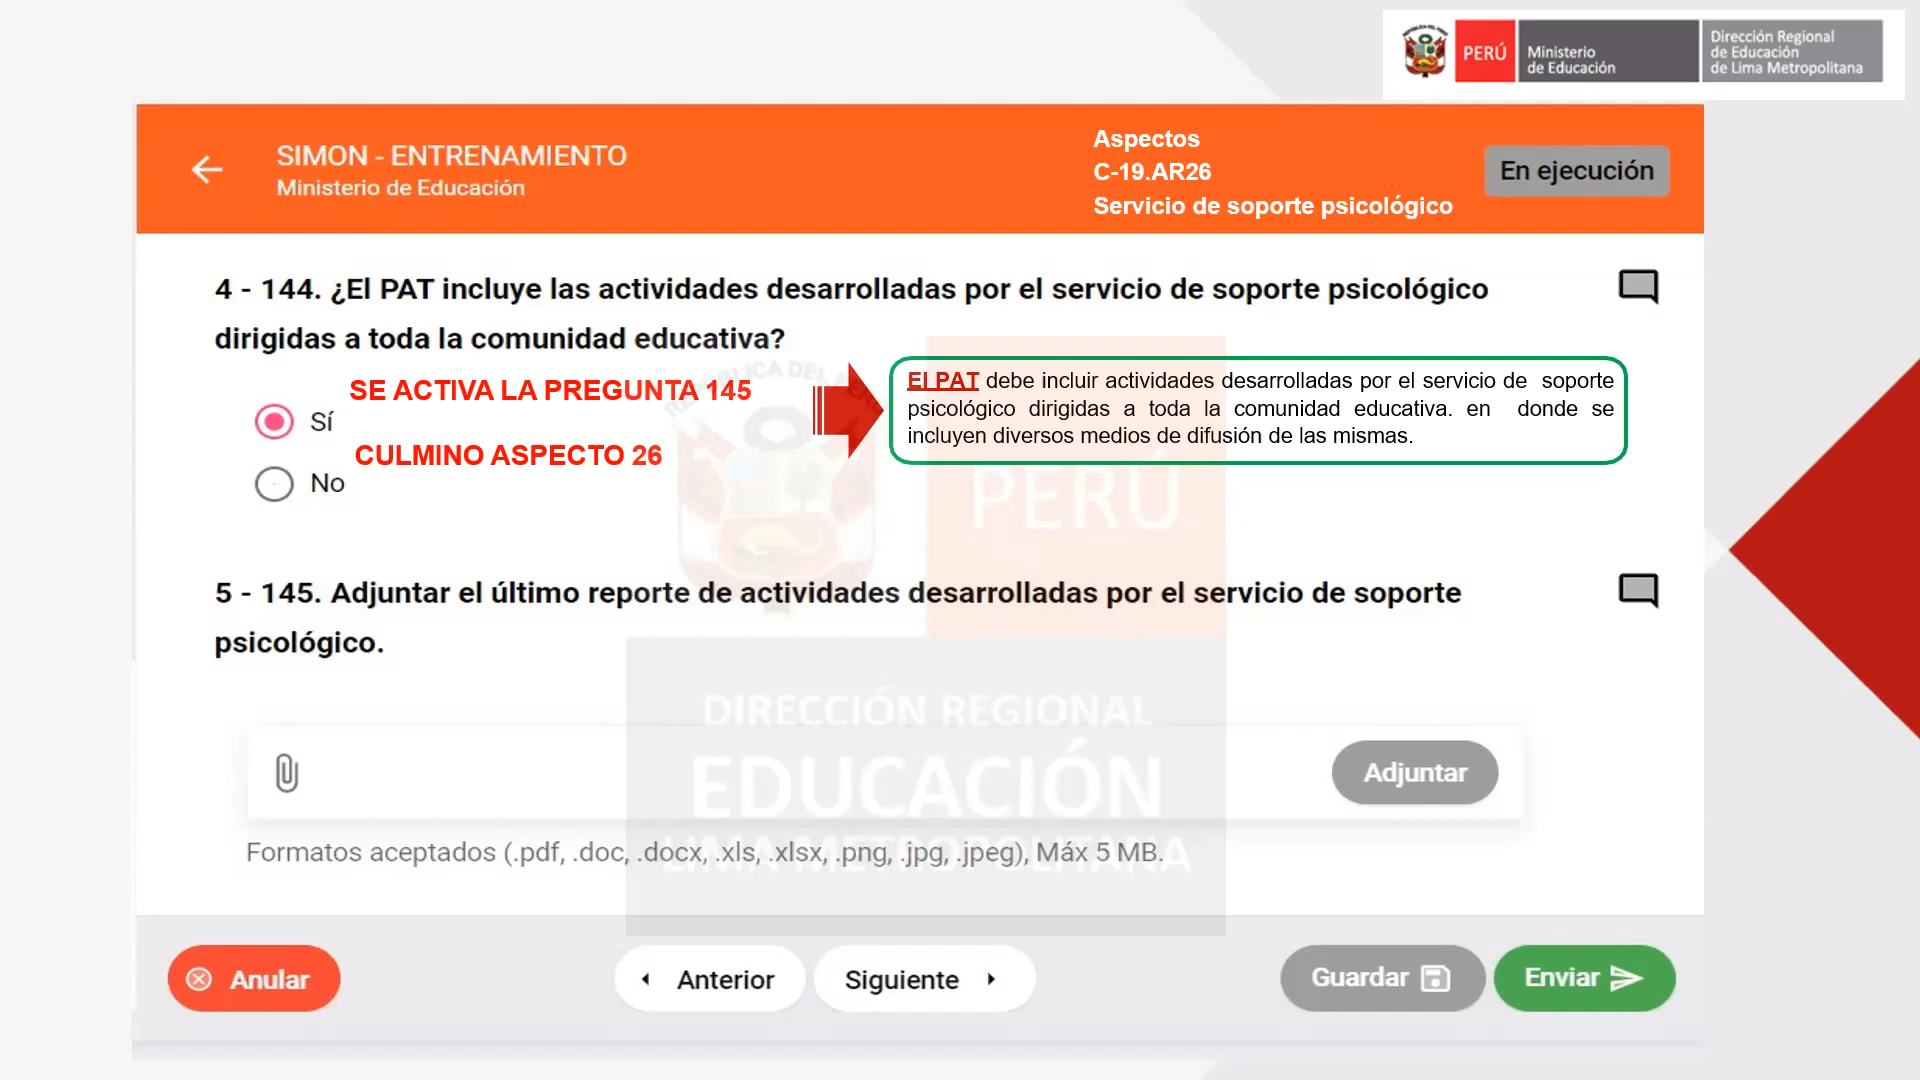 PERÚ
Ministerio
de Educación
Dirección Regional
de Educación
de Lima Metropolitana
SIMON - ENTRENAMIENTO
Ministerio de Educación
Aspectos
C-19.AR26
Servicio de soporte psicológico
En ejecución
4 - 144. ¿El PAT incluye las actividades desarrolladas por el servicio de soporte psicológico
dirigidas a toda la comunidad educativa?
SE ACTIVA LA PREGUNTA 145
Sí
CULMINO ASPECTO 26
No
El PAT debe incluir actividades desarrolladas por el servicio de soporte
psicológico dirigidas a toda la comunidad educativa. en donde se
incluyen diversos medios de difusión de las mismas.
PERÚ
5 - 145. Adjuntar el último reporte de actividades desarrolladas por el servicio de soporte
psicológico.
DIRECCIÓN REGIONAL
EDUCACIÓN
LIMA METROPOLITANA
Adjuntar
Formatos aceptados (.pdf, .doc, .docx, .xls, .xlsx, .png, .jpg, .jpeg), Máx 5 MB.
Anular
Anterior
Siguiente
Guardar
Enviar